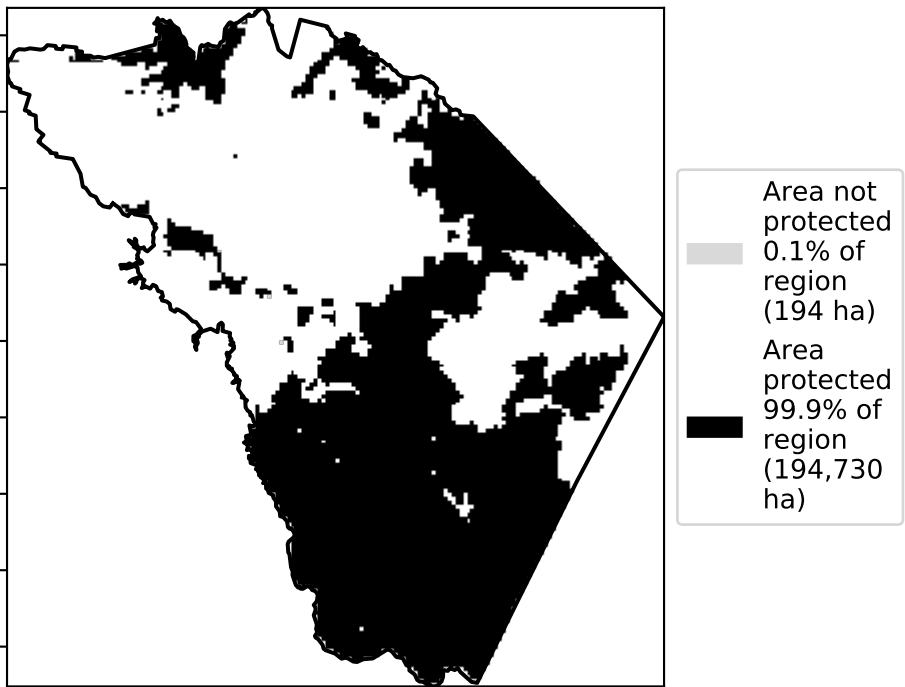 Area not
protected
0.1% of
region
(194 ha)
Area
protected
99.9% of
region
(194,730
ha)